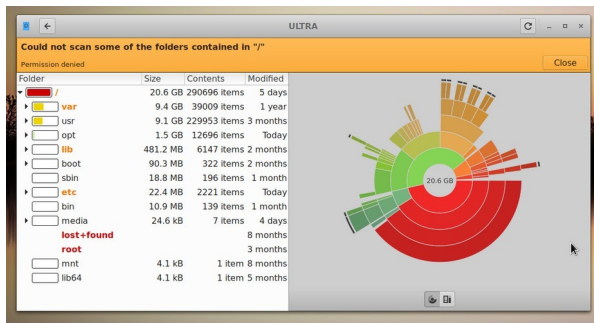 ULTRA
Could not scan some of the folders contained in "/"
Permission denied
Close
Folder Size Contents Modified
/ 20.6 GB 290696 items 5 days
var 9.4 GB 39009 items 1 year
usr 9.1 GB 229953 items 3 months
opt 1.5 GB 12696 items Today
lib 481.2 MB 6147 items 2 months
boot 90.3 MB 322 items 2 months
sbin 18.8 MB 196 items 1 month
etc 22.4 MB 2221 items Today
bin 10.9 MB 139 items 1 month
media 24.6 kB 7 items 4 days
lost+found 8 months
root 3 months
mnt 4.1 kB 1 item 8 months
lib64 4.1 kB 1 item 5 months
20.6 GB